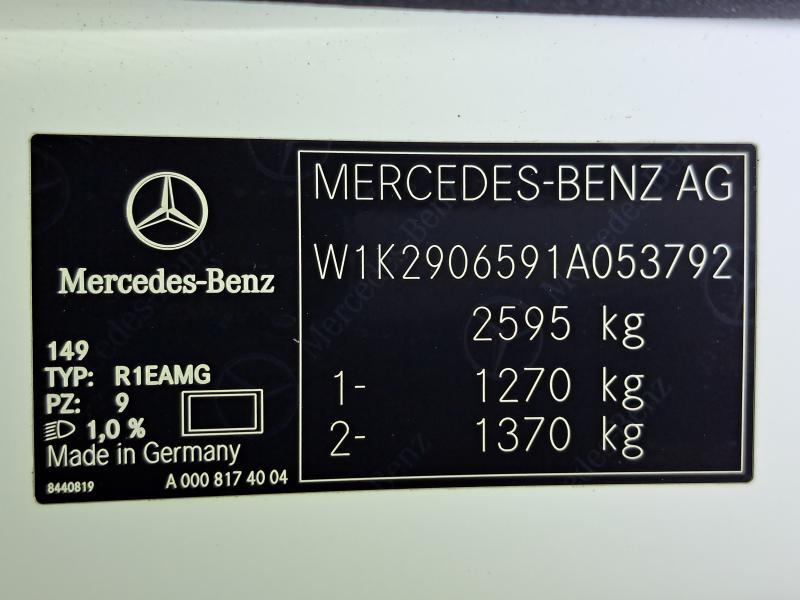 Mercedes-Benz
149
TYP: R1EAMG
PZ: 9
1,0 %
Made in Germany
8440819
A 000 817 40 04
MERCEDES-BENZ AG
W1K2906591A053792
2595 kg
1- 1270 kg
2- 1370 kg